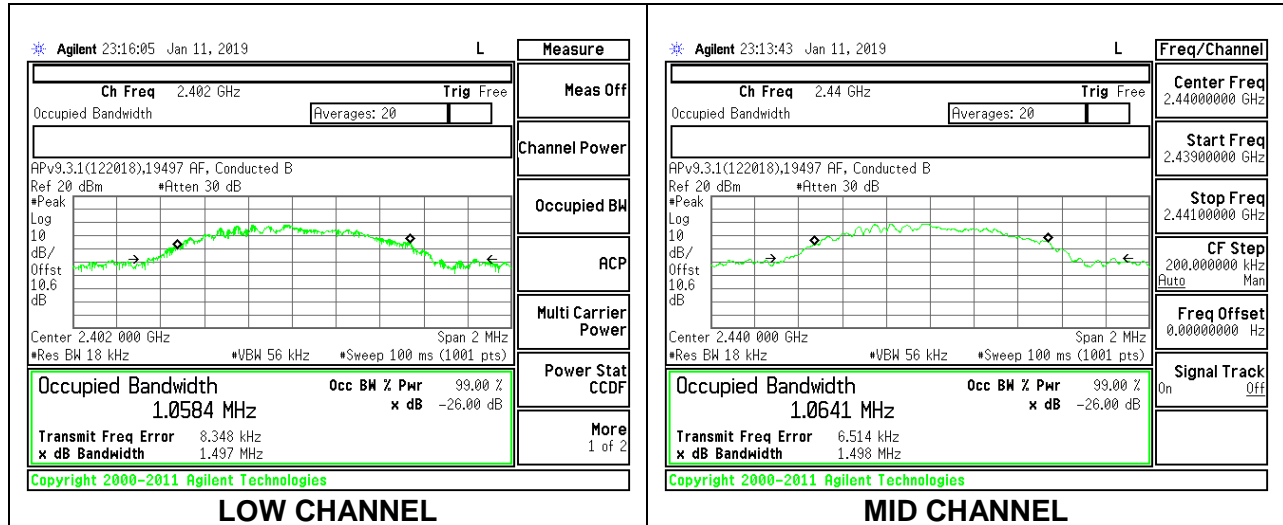 Agilent 23:16:05 Jan 11, 2019 L
Measure
Ch Freq 2.402 GHz Trig Free
Occupied Bandwidth Averages: 20
APv9.3.1(122018),19497 AF, Conducted B
Ref 20 dBm #Atten 30 dB
#Peak
Log
10
dB/
Offst
10.6
dB
Center 2.402 000 GHz Span 2 MHz
#Res BW 18 kHz #VBW 56 kHz #Sweep 100 ms (1001 pts)
Occupied Bandwidth Occ BW % Pwr 99.00 %
1.0584 MHz x dB -26.00 dB
Transmit Freq Error 8.348 kHz
x dB Bandwidth 1.497 MHz
Copyright 2000-2011 Agilent Technologies
Meas Off
Channel Power
Occupied BW
ACP
Multi Carrier
Power
Power Stat
CCDF
More
1 of 2
LOW CHANNEL
Agilent 23:13:43 Jan 11, 2019 L
Freq/Channel
Ch Freq 2.44 GHz Trig Free
Occupied Bandwidth Averages: 20
APv9.3.1(122018),19497 AF, Conducted B
Ref 20 dBm #Atten 30 dB
#Peak
Log
10
dB/
Offst
10.6
dB
Center 2.440 000 GHz Span 2 MHz
#Res BW 18 kHz #VBW 56 kHz #Sweep 100 ms (1001 pts)
Occupied Bandwidth Occ BW % Pwr 99.00 %
1.0641 MHz x dB -26.00 dB
Transmit Freq Error 6.514 kHz
x dB Bandwidth 1.498 MHz
Copyright 2000-2011 Agilent Technologies
Center Freq
2.44000000 GHz
Start Freq
2.43900000 GHz
Stop Freq
2.44100000 GHz
CF Step
200.000000 kHz
Auto Man
Freq Offset
0.00000000 Hz
Signal Track
On Off
MID CHANNEL